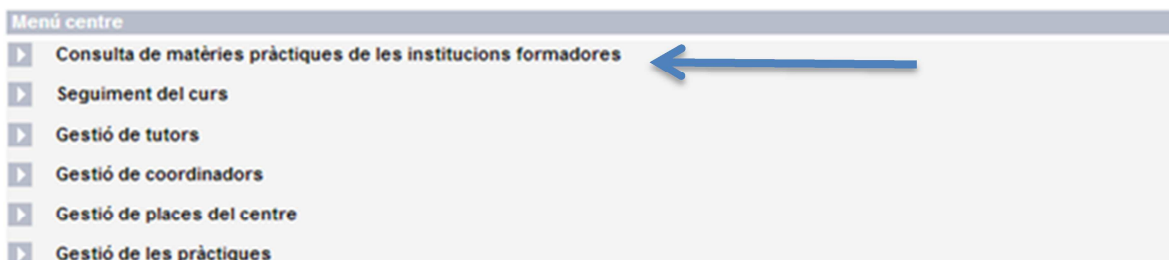 Menú centre
Consulta de matèries pràctiques de les institucions formadores
Seguiment del curs
Gestió de tutors
Gestió de coordinadors
Gestió de places del centre
Gestió de les pràctiques